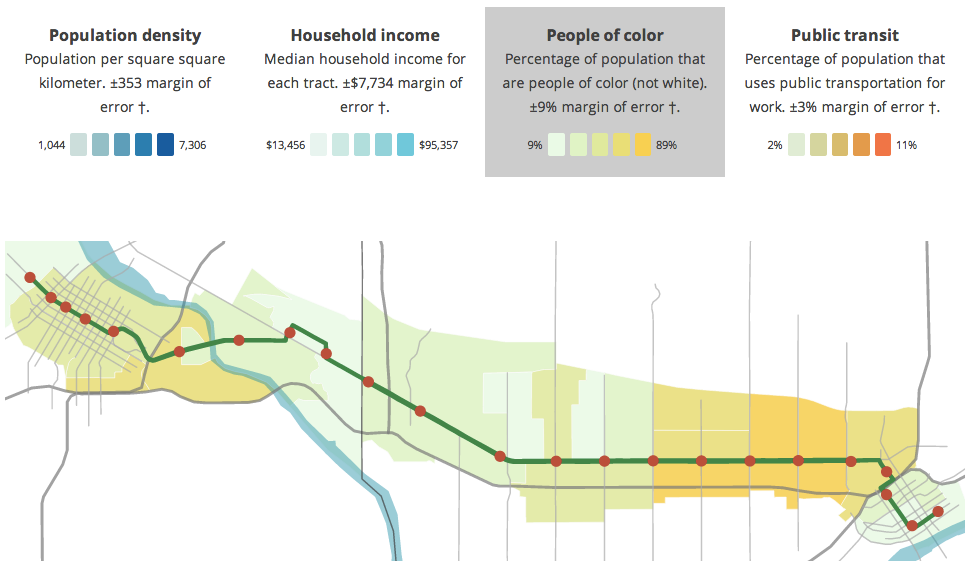 Population density
Population per square square
kilometer. ±353 margin of
error †.
1,044 7,306
Household income
Median household income for
each tract. ±$7,734 margin of
error †.
$13,456 $95,357
People of color
Percentage of population that
are people of color (not white).
±9% margin of error †.
9% 89%
Public transit
Percentage of population that
uses public transportation for
work. ±3% margin of error †.
2% 11%